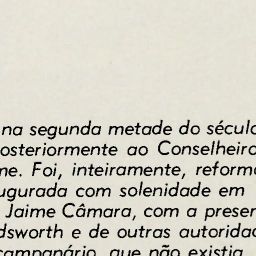 na segunda metade do século
osteriormente ao Conselheiro
me. Foi, inteiramente, reform
ugurada com solenidade em
Jaime Câmara, com a presen
dsworth e de outras autoridad
campanário, que não existia